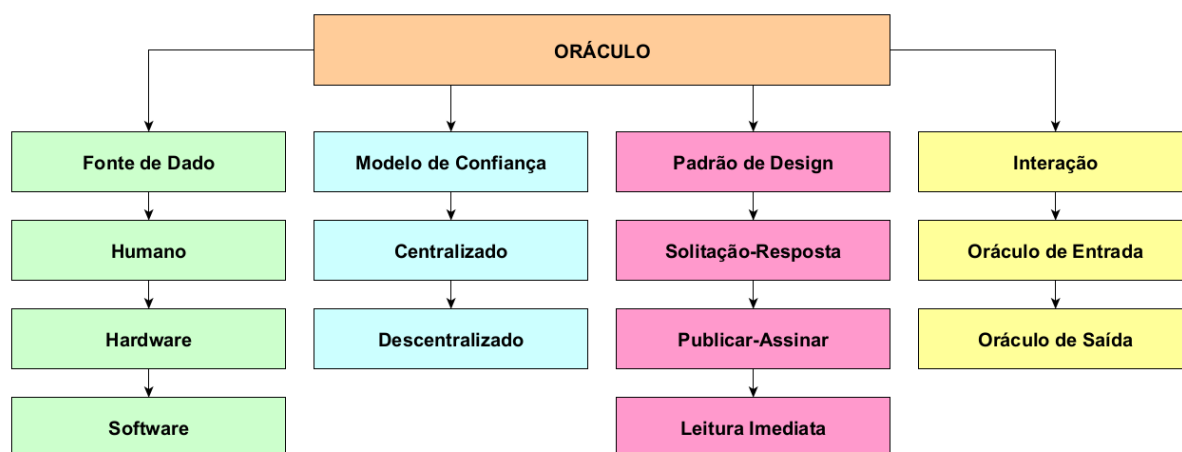 ORÁCULO
Fonte de Dado
Modelo de Confiança
Padrão de Design
Interação
Humano
Centralizado
Solitação-Resposta
Oráculo de Entrada
Hardware
Descentralizado
Publicar-Assinar
Oráculo de Saída
Software
Leitura Imediata